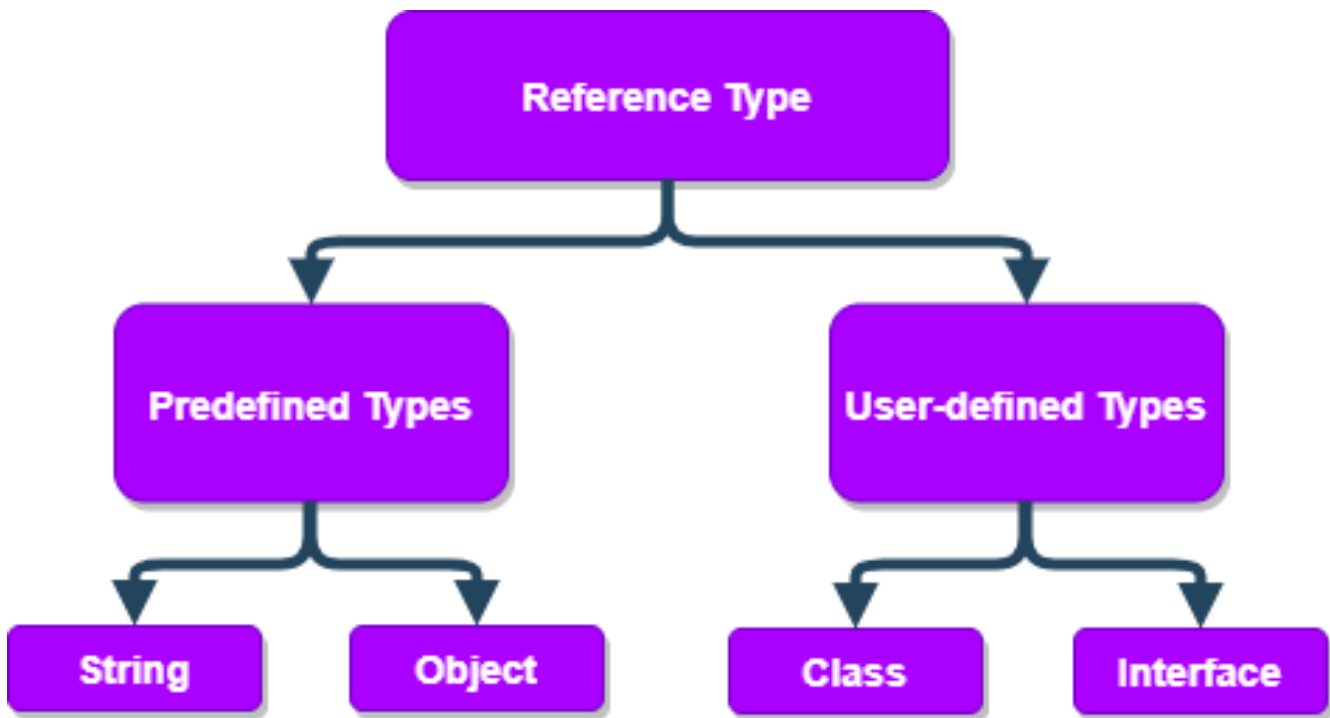 Reference Type
Predefined Types
User-defined Types
String
Object
Class
Interface